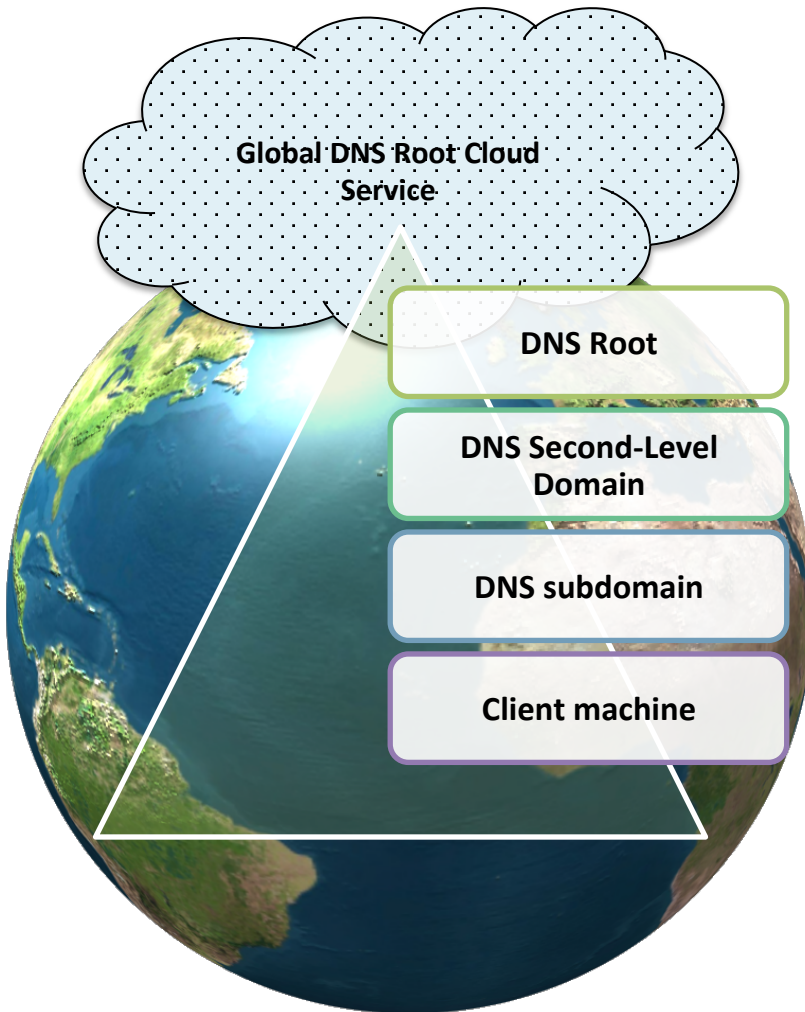 Global DNS Root Cloud
Service
DNS Root
DNS Second-Level
Domain
DNS subdomain
Client machine